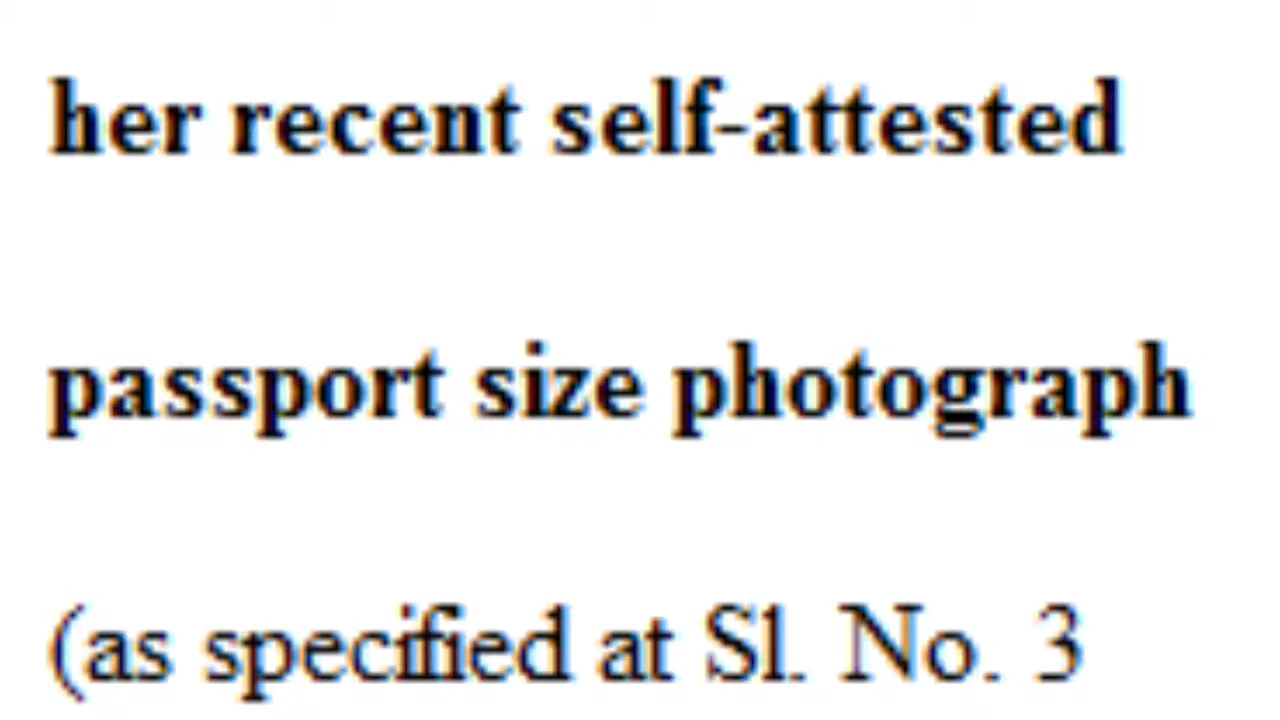 her recent self-attested
passport size photograph
(as specified at Sl. No. 3